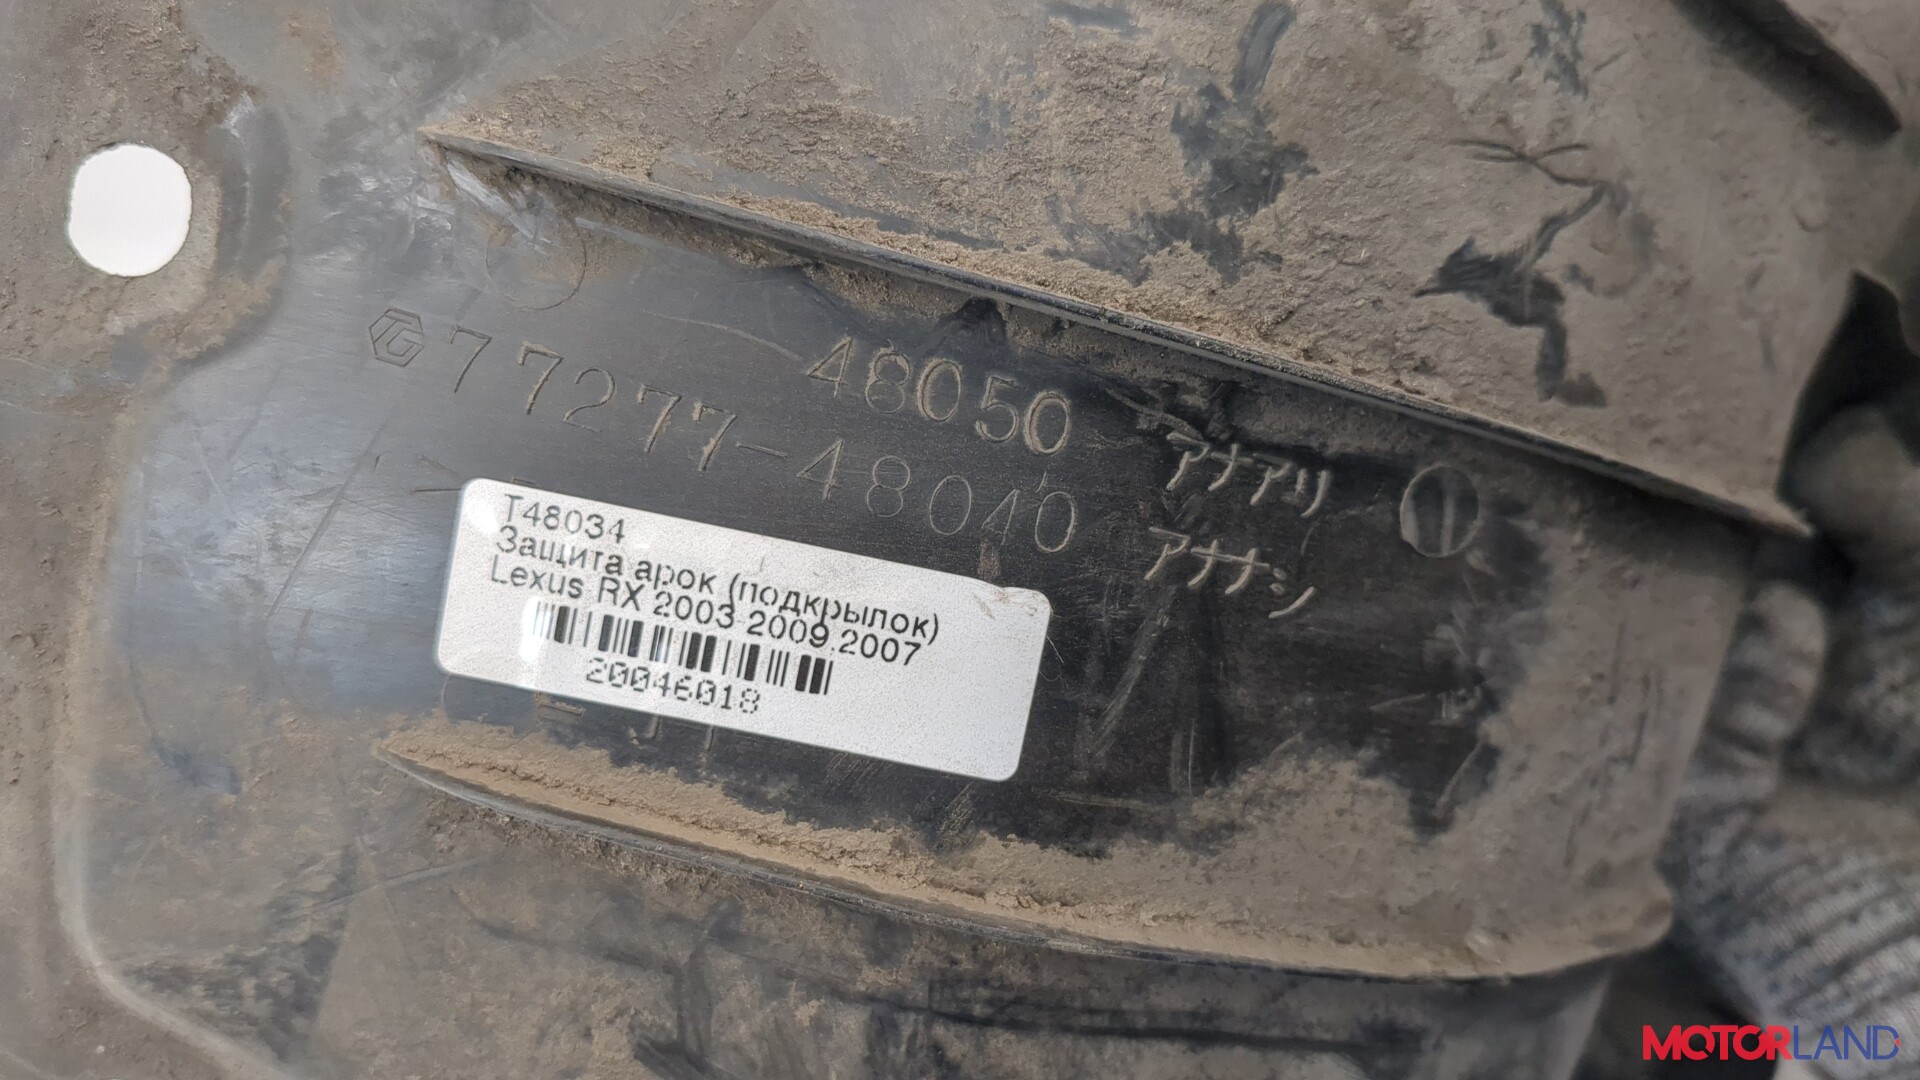 48050 アナアリ
TG 77277-48040 アナナシ
T48034
Защита арок (подкрылок)
Lexus RX 2003-2009,2007
20046018
MOTORLAND